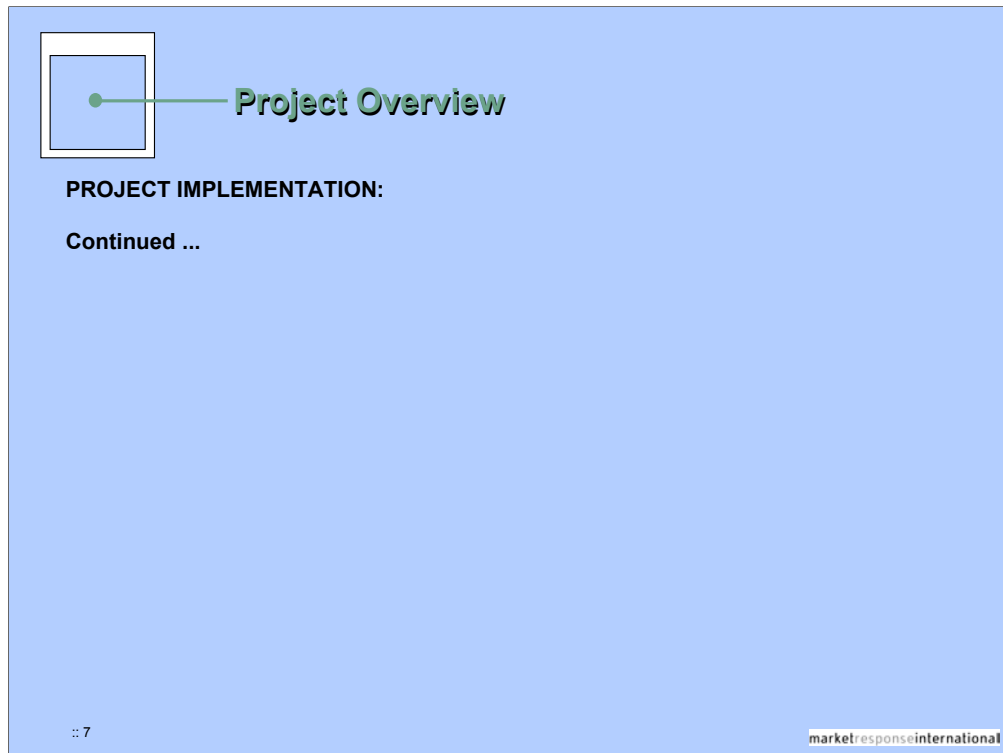 Project Overview
PROJECT IMPLEMENTATION:
Continued ...
:: 7
marketresponseinternational